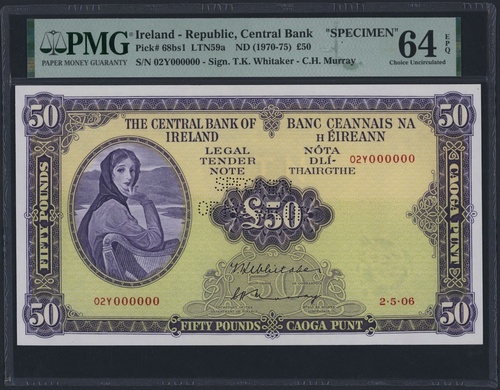 PMG
PAPER MONEY GUARANTY
Ireland - Republic, Central Bank "SPECIMEN"
Pick# 68bs1 LTN59a ND (1970-75) £50
S/N 02Y000000 - Sign. T.K. Whitaker - C.H. Murray
64 EPQ
Choice Uncirculated
50
50
THE CENTRAL BANK OF IRELAND
BANC CEANNAIS NA H ÉIREANN
LEGAL TENDER NOTE
NÓTA DLÍ-THAIRGTHE
02Y000000
£50
FIFTY POUNDS
CAOGA PUNT
02Y000000
2·5·06
50
FIFTY POUNDS
CAOGA PUNT
50